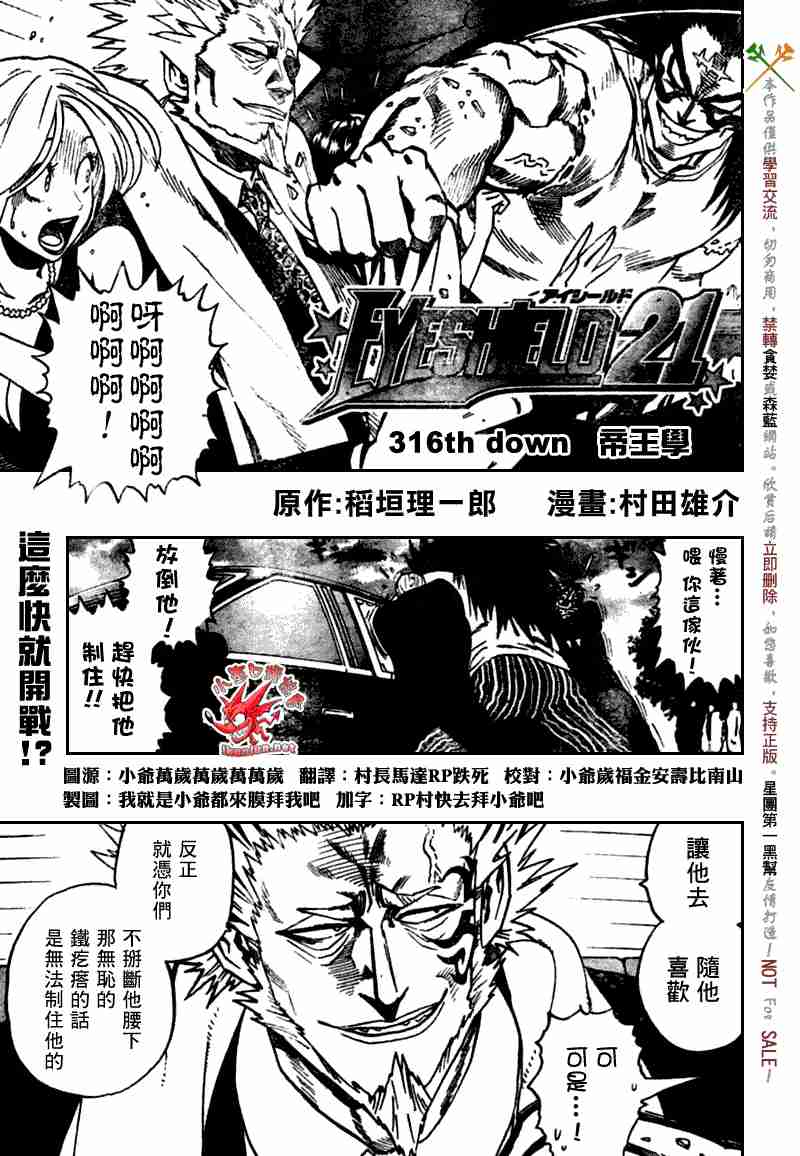 呀啊啊啊啊
啊啊啊！
アイシールド
EYESHIELD-21
316th down 帝王學
原作:稻垣理一郎 漫畫:村田雄介
這麼快就開戰!?
慢著…
喂 你這傢伙！
放倒他！
趕快把他
制住!!
圖源：小爺萬歲萬歲萬萬歲 翻譯：村長馬達RP跌死 校對：小爺歲福金安壽比南山
製圖：我就是小爺都來膜拜我吧 加字：RP村快去拜小爺吧
讓他去
隨他
喜歡
可
可是…！
反正
就憑你們
不掰斷他腰下
那無恥的
鐵疙瘩的話
是無法制住他的
本作品僅供學習交流，切勿商用，禁轉貪婪或森藍網站。欣賞后請立即刪除，如您喜歡，支持正版。星團第一黑幫友情打造！NOT For SALE！